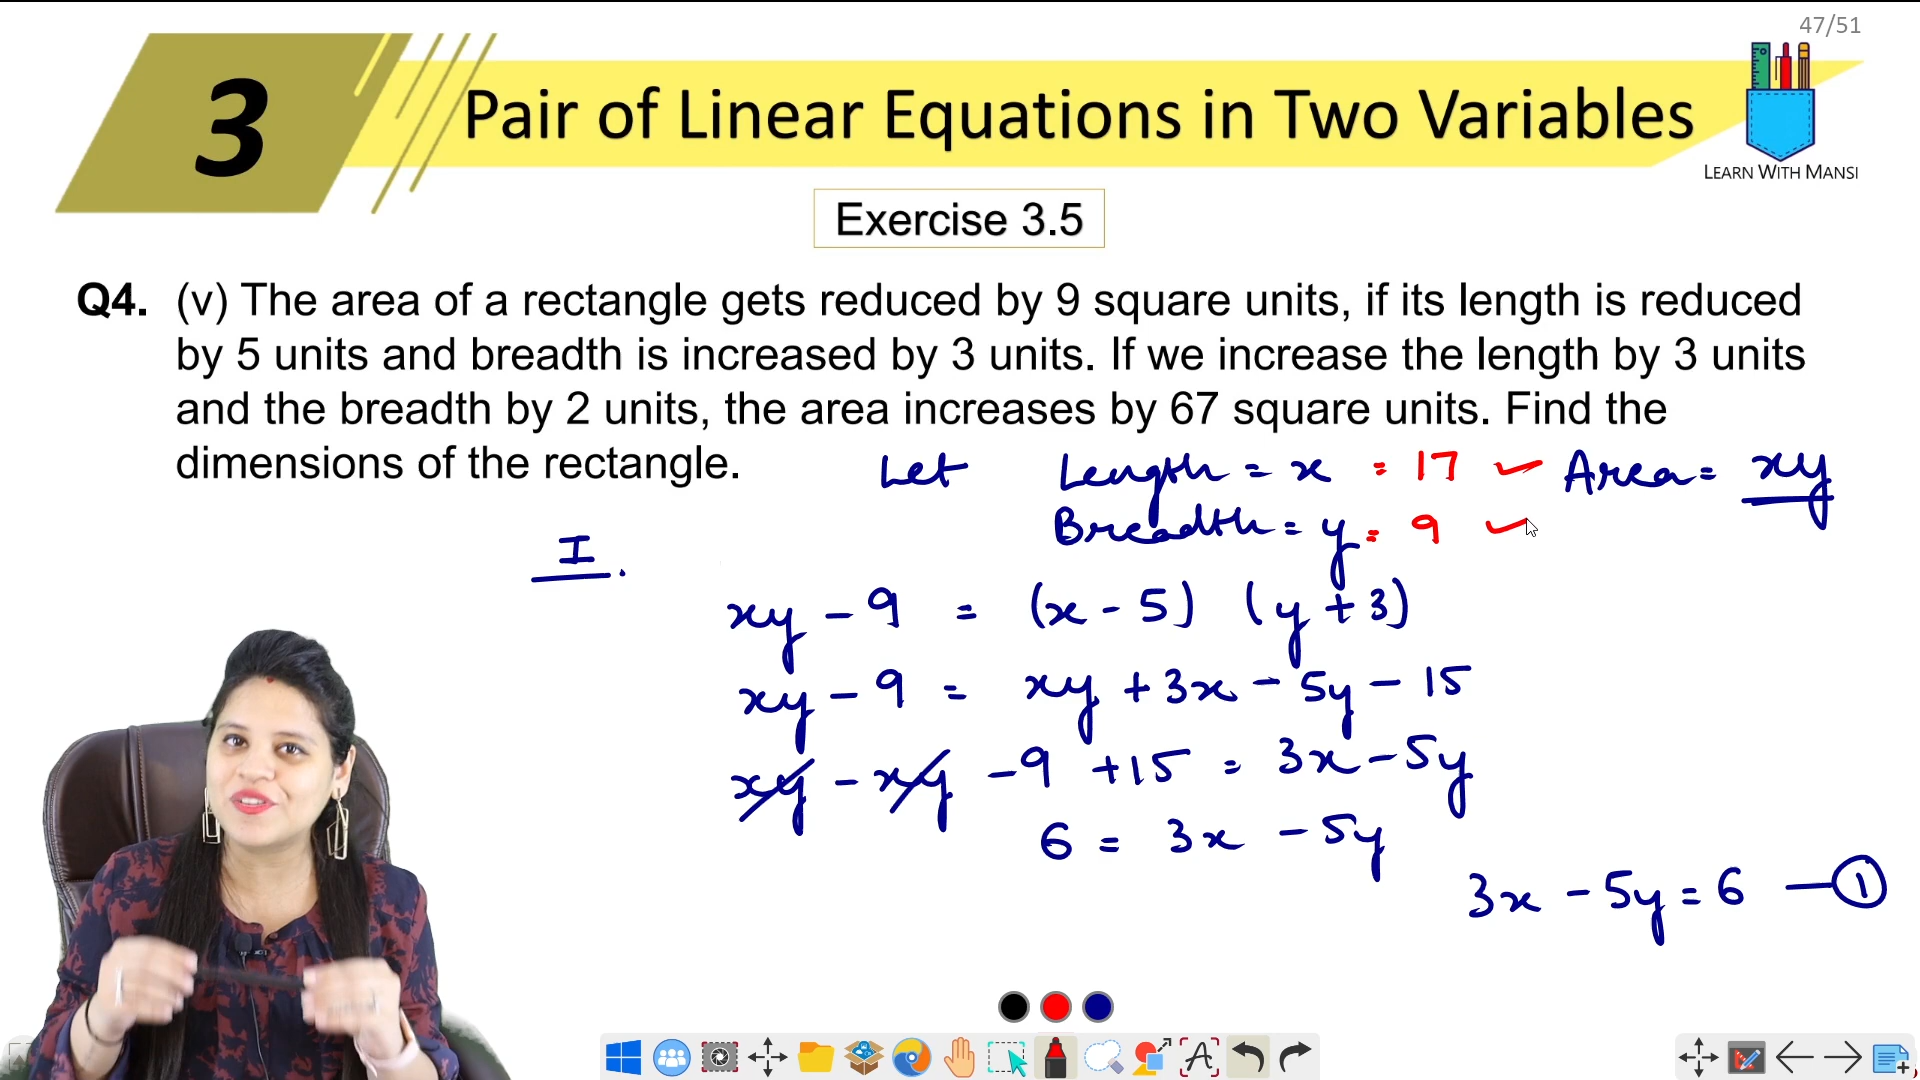 47/51
3
Pair of Linear Equations in Two Variables
LEARN WITH MANSI
Exercise 3.5
Q4. (v) The area of a rectangle gets reduced by 9 square units, if its length is reduced
by 5 units and breadth is increased by 3 units. If we increase the length by 3 units
and the breadth by 2 units, the area increases by 67 square units. Find the
dimensions of the rectangle.
Let Length = x = 17 ✓ Area = xy
Breadth = y = 9 ✓
I.
xy - 9 = (x - 5) (y + 3)
xy - 9 = xy + 3x - 5y - 15
xy - xy - 9 + 15 = 3x - 5y
6 = 3x - 5y
3x - 5y = 6 — ①